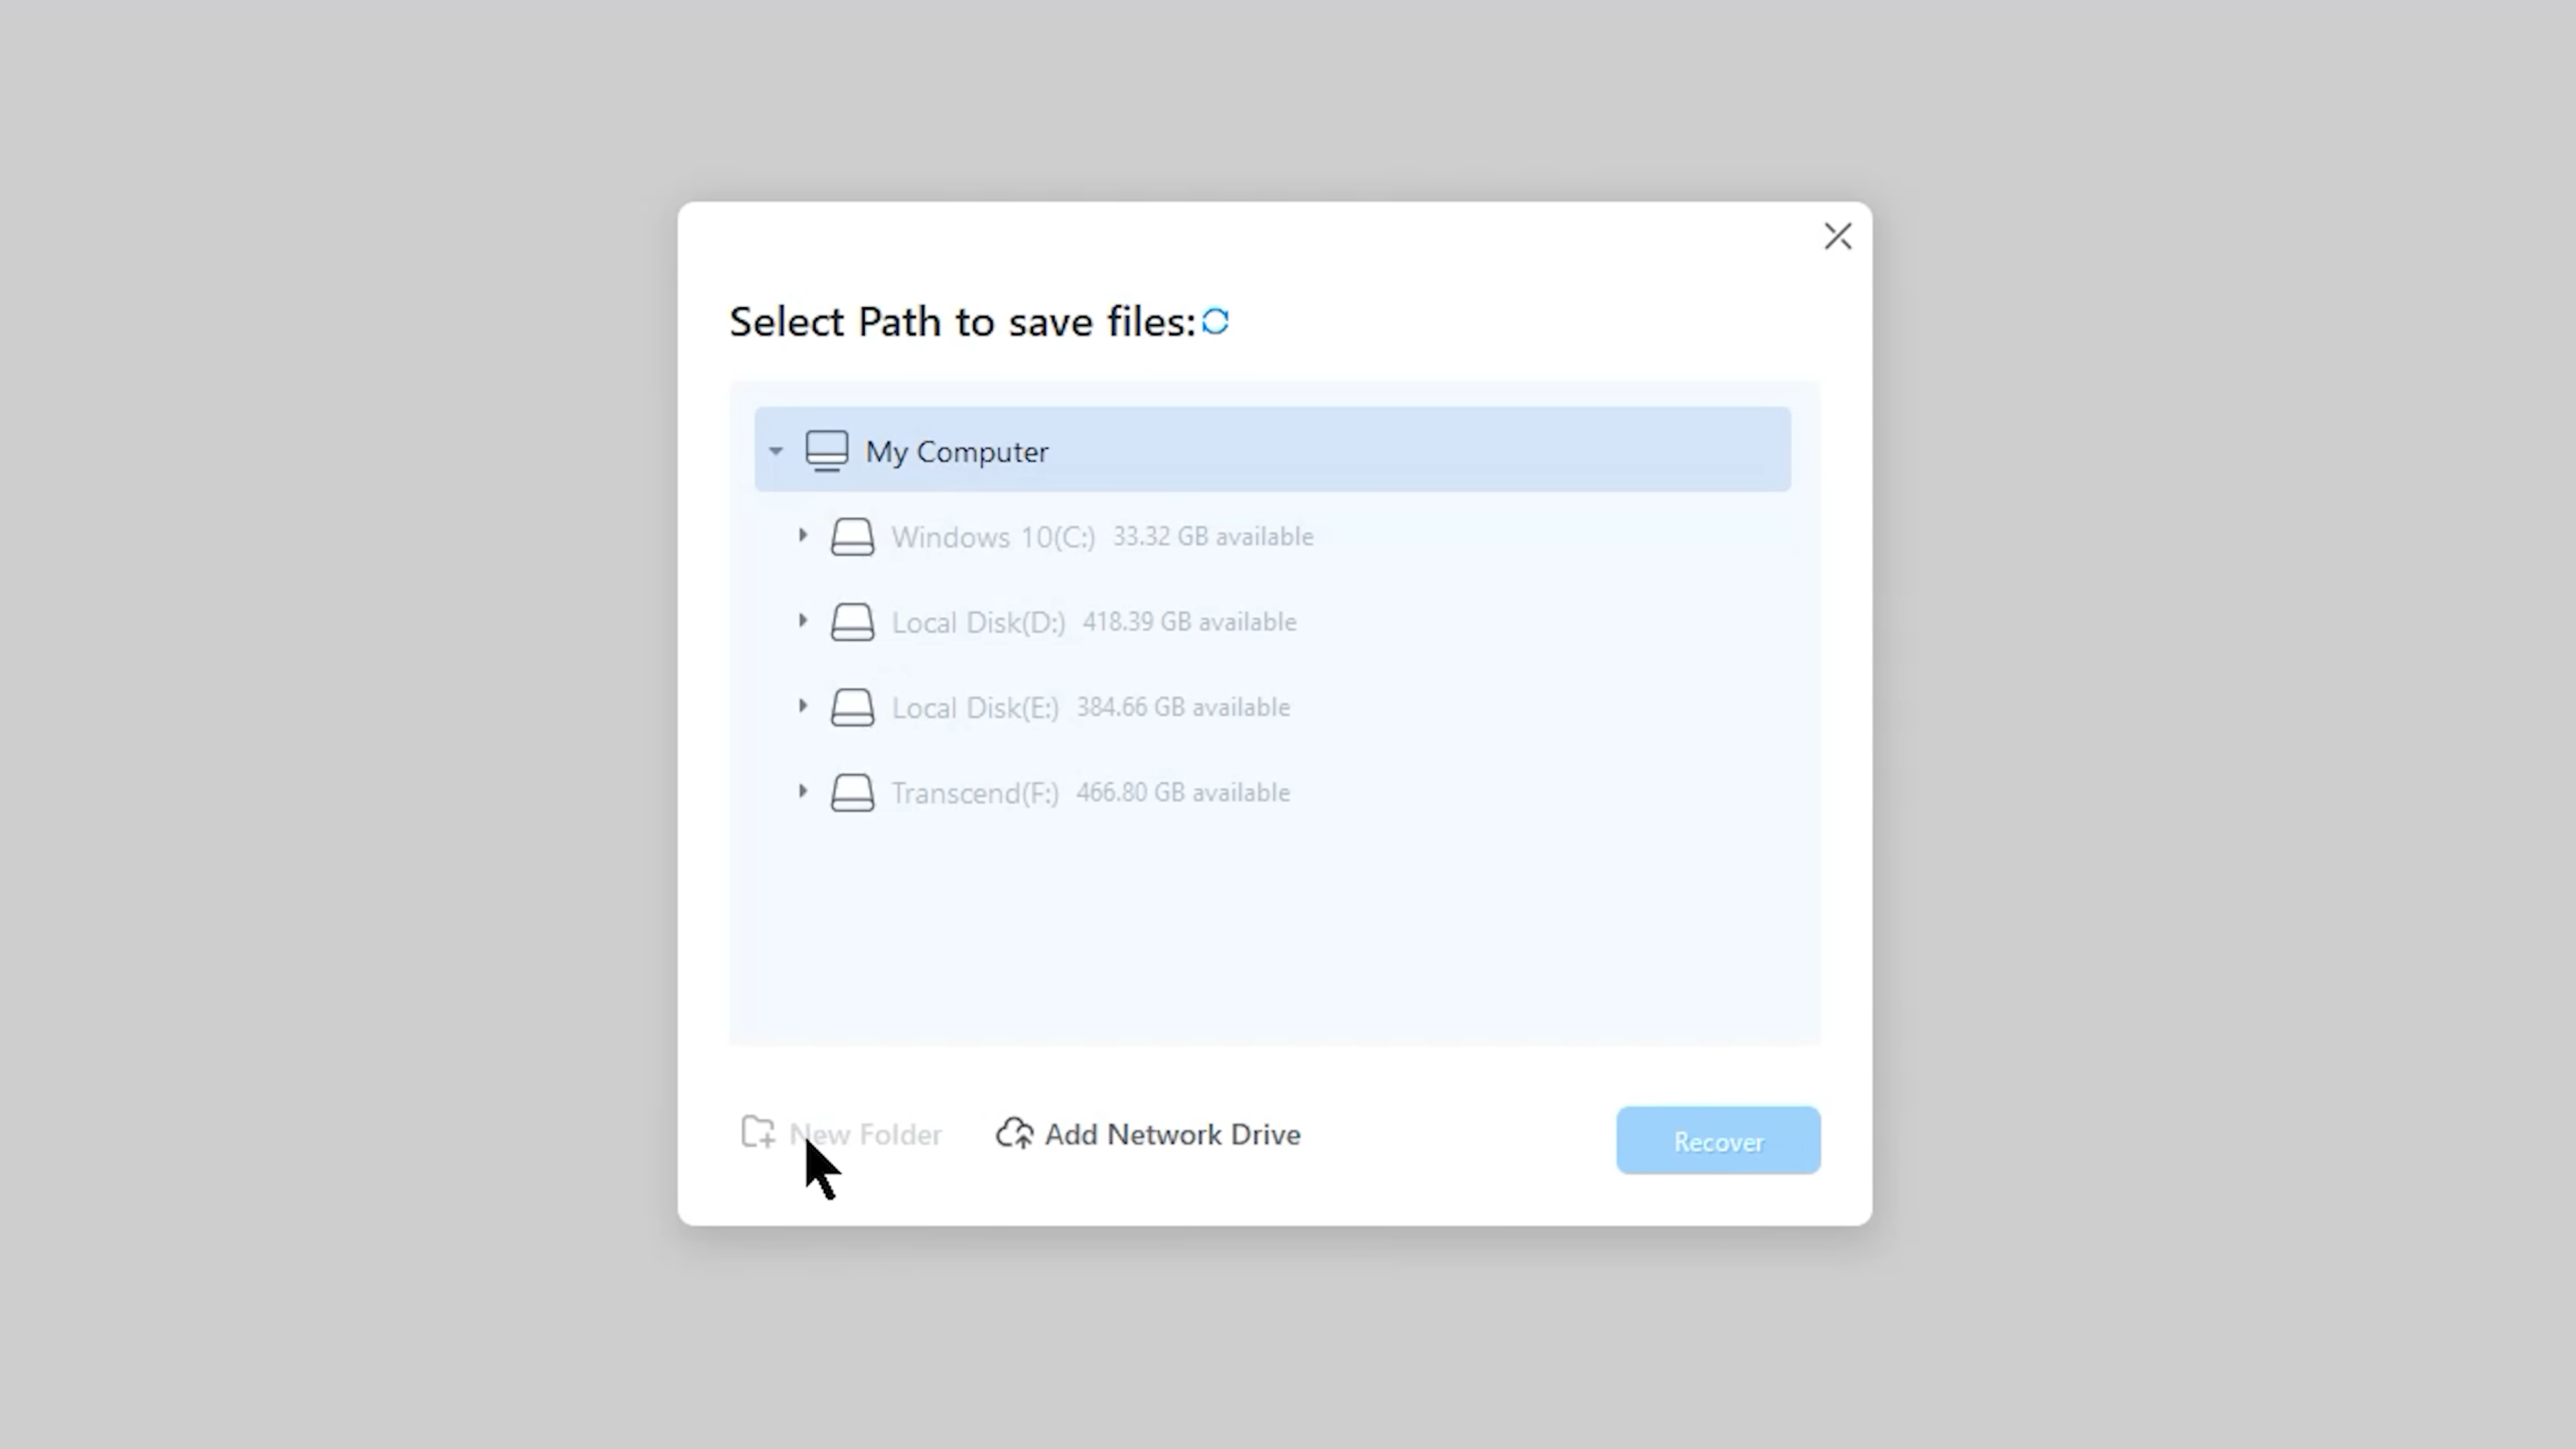 Select Path to save files:
My Computer
Windows 10(C:) 33.32 GB available
Local Disk(D:) 418.39 GB available
Local Disk(E:) 384.66 GB available
Transcend(F:) 466.80 GB available
New Folder Add Network Drive Recover